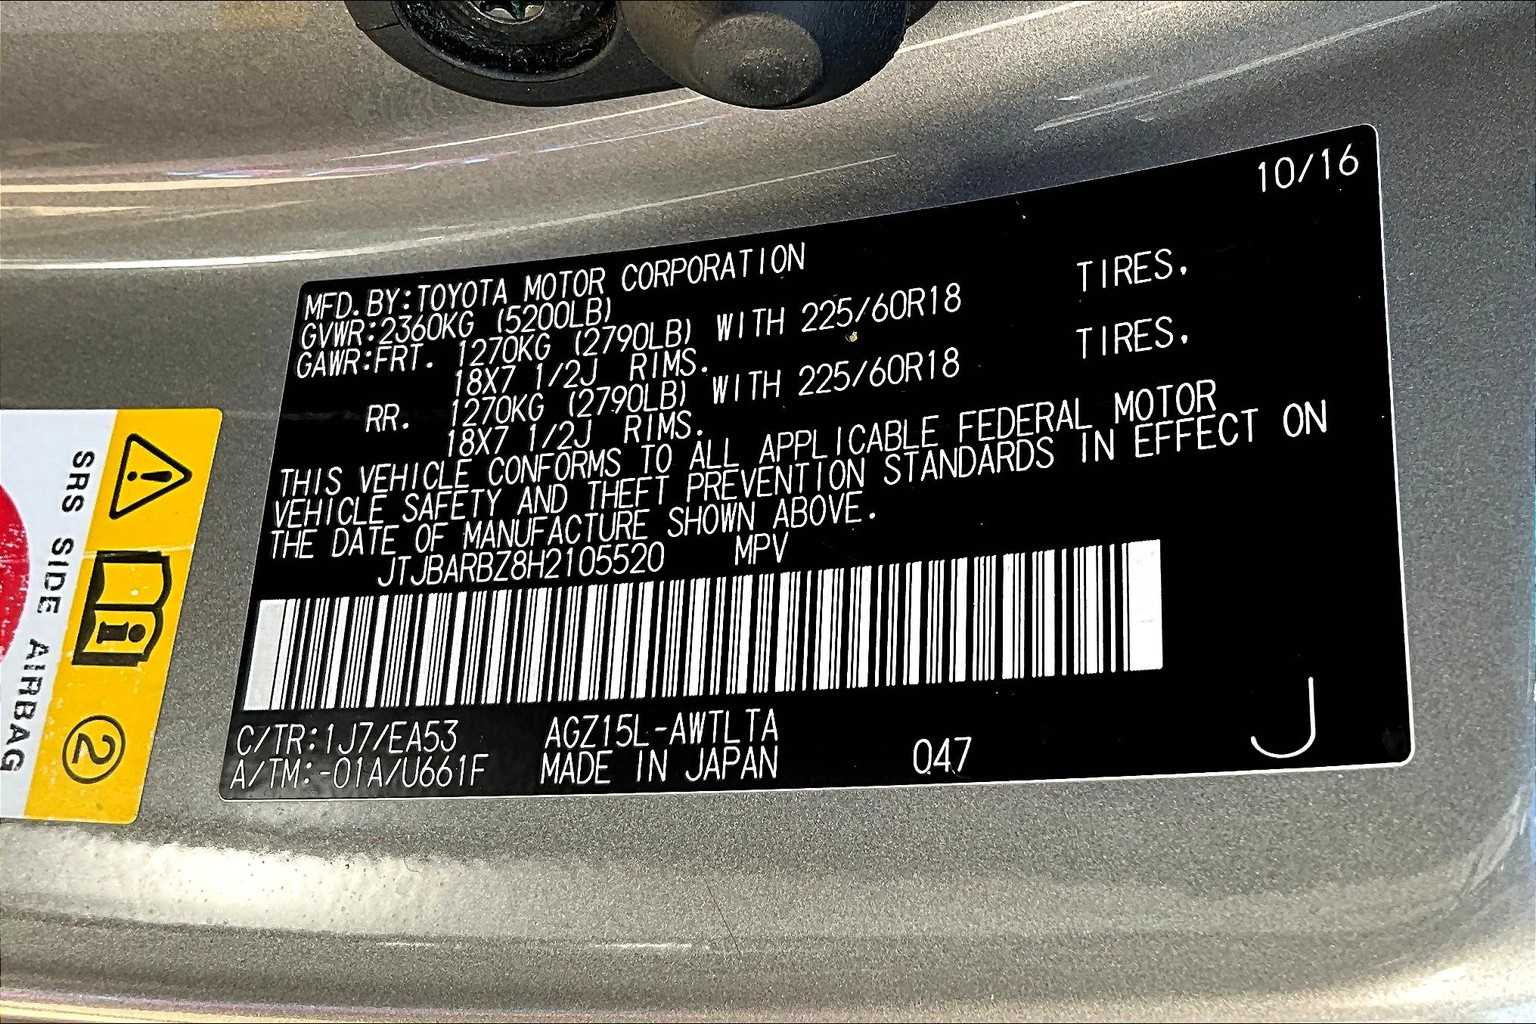 10/16
MFD.BY:TOYOTA MOTOR CORPORATION
GVWR:2360KG (5200LB)
GAWR:FRT. 1270KG (2790LB) WITH 225/60R18 TIRES.
18X7 1/2J RIMS.
RR. 1270KG (2790LB) WITH 225/60R18 TIRES.
18X7 1/2J RIMS.
THIS VEHICLE CONFORMS TO ALL APPLICABLE FEDERAL MOTOR
VEHICLE SAFETY AND THEFT PREVENTION STANDARDS IN EFFECT ON
THE DATE OF MANUFACTURE SHOWN ABOVE.
JTJBARBZ8H2105520 MPV
C/TR:1J7/EA53 AGZ15L-AWTLTA
A/TM:-01A/U661F MADE IN JAPAN 047 J
SRS SIDE AIRBAG
2